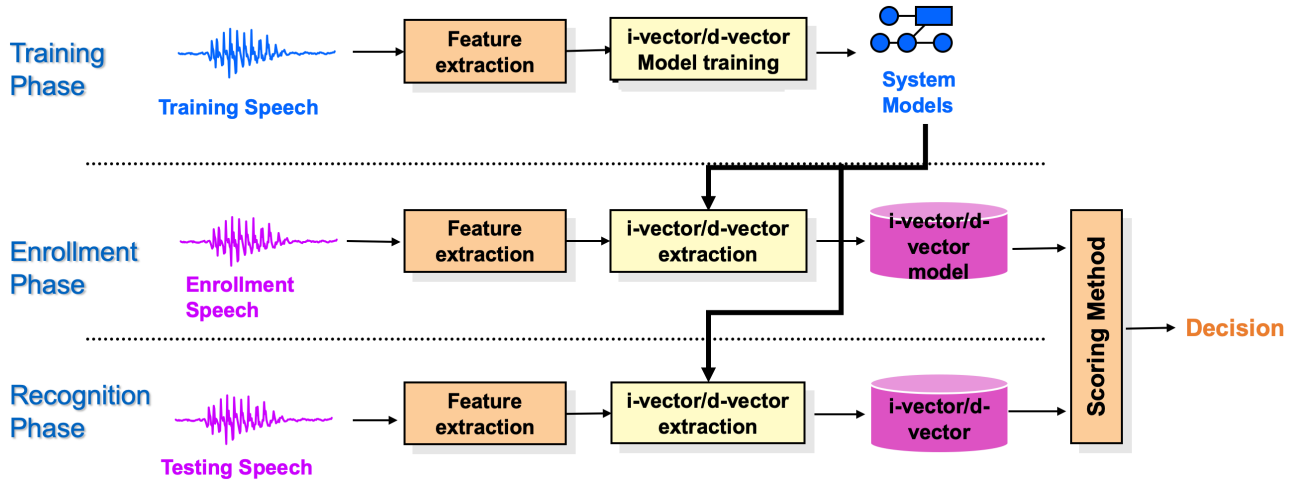 Training
Phase
Training Speech
Feature
extraction
i-vector/d-vector
Model training
System
Models
Enrollment
Phase
Enrollment
Speech
Feature
extraction
i-vector/d-vector
extraction
i-vector/d-
vector
model
Recognition
Phase
Testing Speech
Feature
extraction
i-vector/d-vector
extraction
i-vector/d-
vector
Scoring Method
Decision